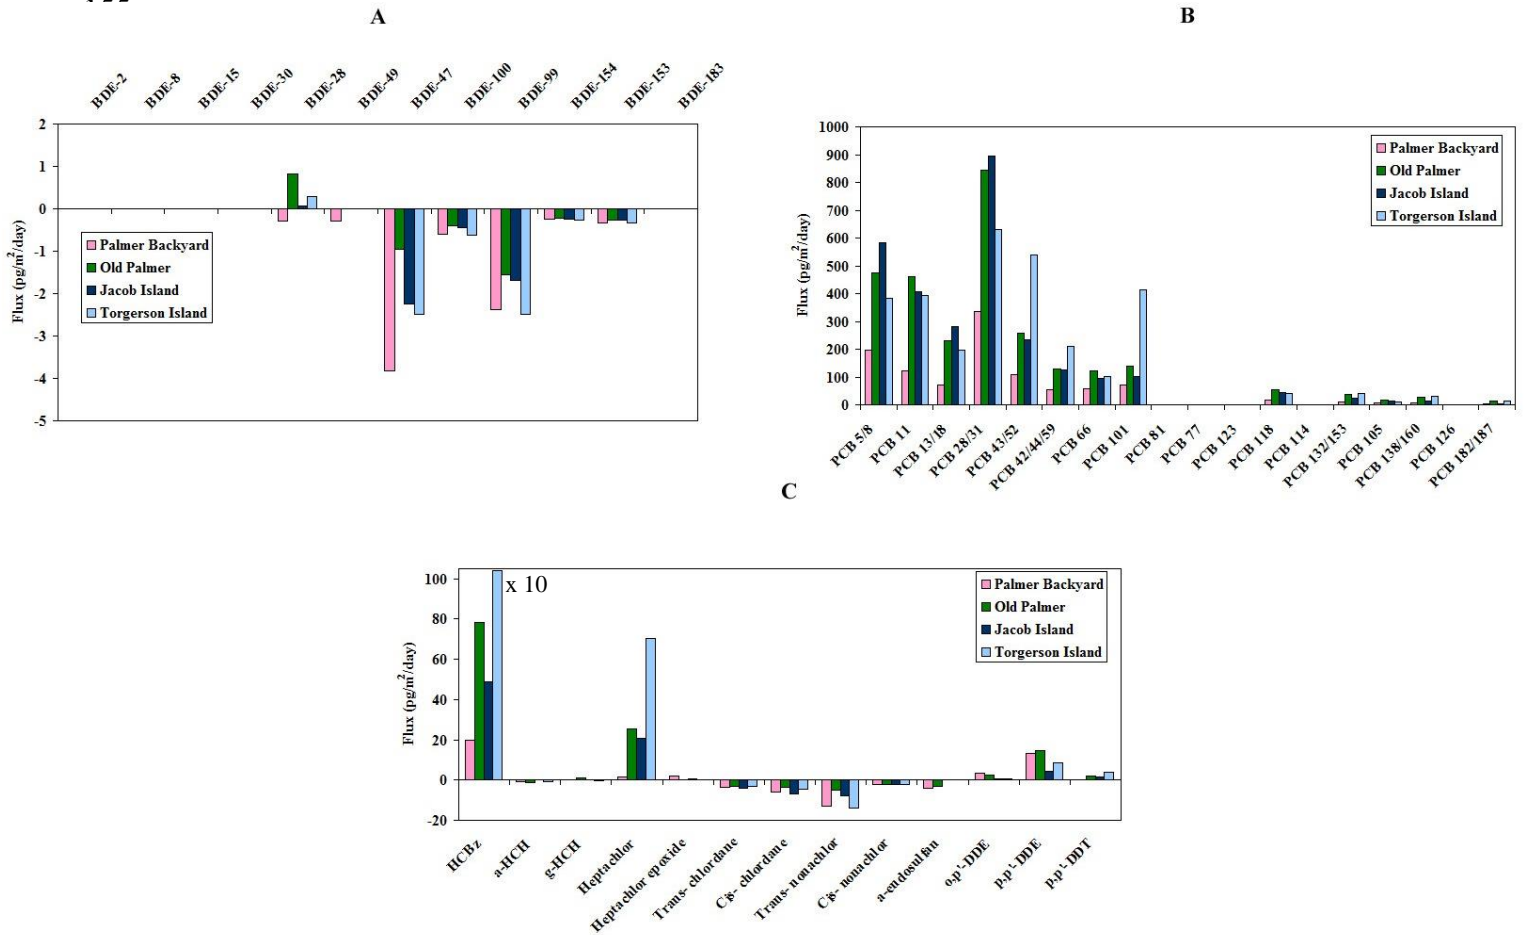 A
BDE-2 BDE-8 BDE-15 BDE-30 BDE-28 BDE-49 BDE-47 BDE-100 BDE-99 BDE-154 BDE-153 BDE-183
2
1
0
-1
-2
-3
-4
-5
Flux (pg/m²/day)
Palmer Backyard
Old Palmer
Jacob Island
Torgerson Island
B
1000
900
800
700
600
500
400
300
200
100
0
Flux (pg/m²/day)
Palmer Backyard
Old Palmer
Jacob Island
Torgerson Island
PCB 5/8 PCB 11 PCB 13/18 PCB 28/31 PCB 43/52 PCB 42/44/59 PCB 66 PCB 101 PCB 81 PCB 77 PCB 123 PCB 118 PCB 114 PCB 132/153 PCB 105 PCB 138/160 PCB 126 PCB 182/187
C
100
80
60
40
20
0
-20
Flux (pg/m²/day)
x 10
Palmer Backyard
Old Palmer
Jacob Island
Torgerson Island
HCBz a-HCH g-HCH Heptachlor Heptachlor epoxide Trans- chlordane Cis- chlordane Trans- nonachlor Cis- nonachlor a-endosulfan o,p'-DDE p,p'-DDE p,p'-DDT